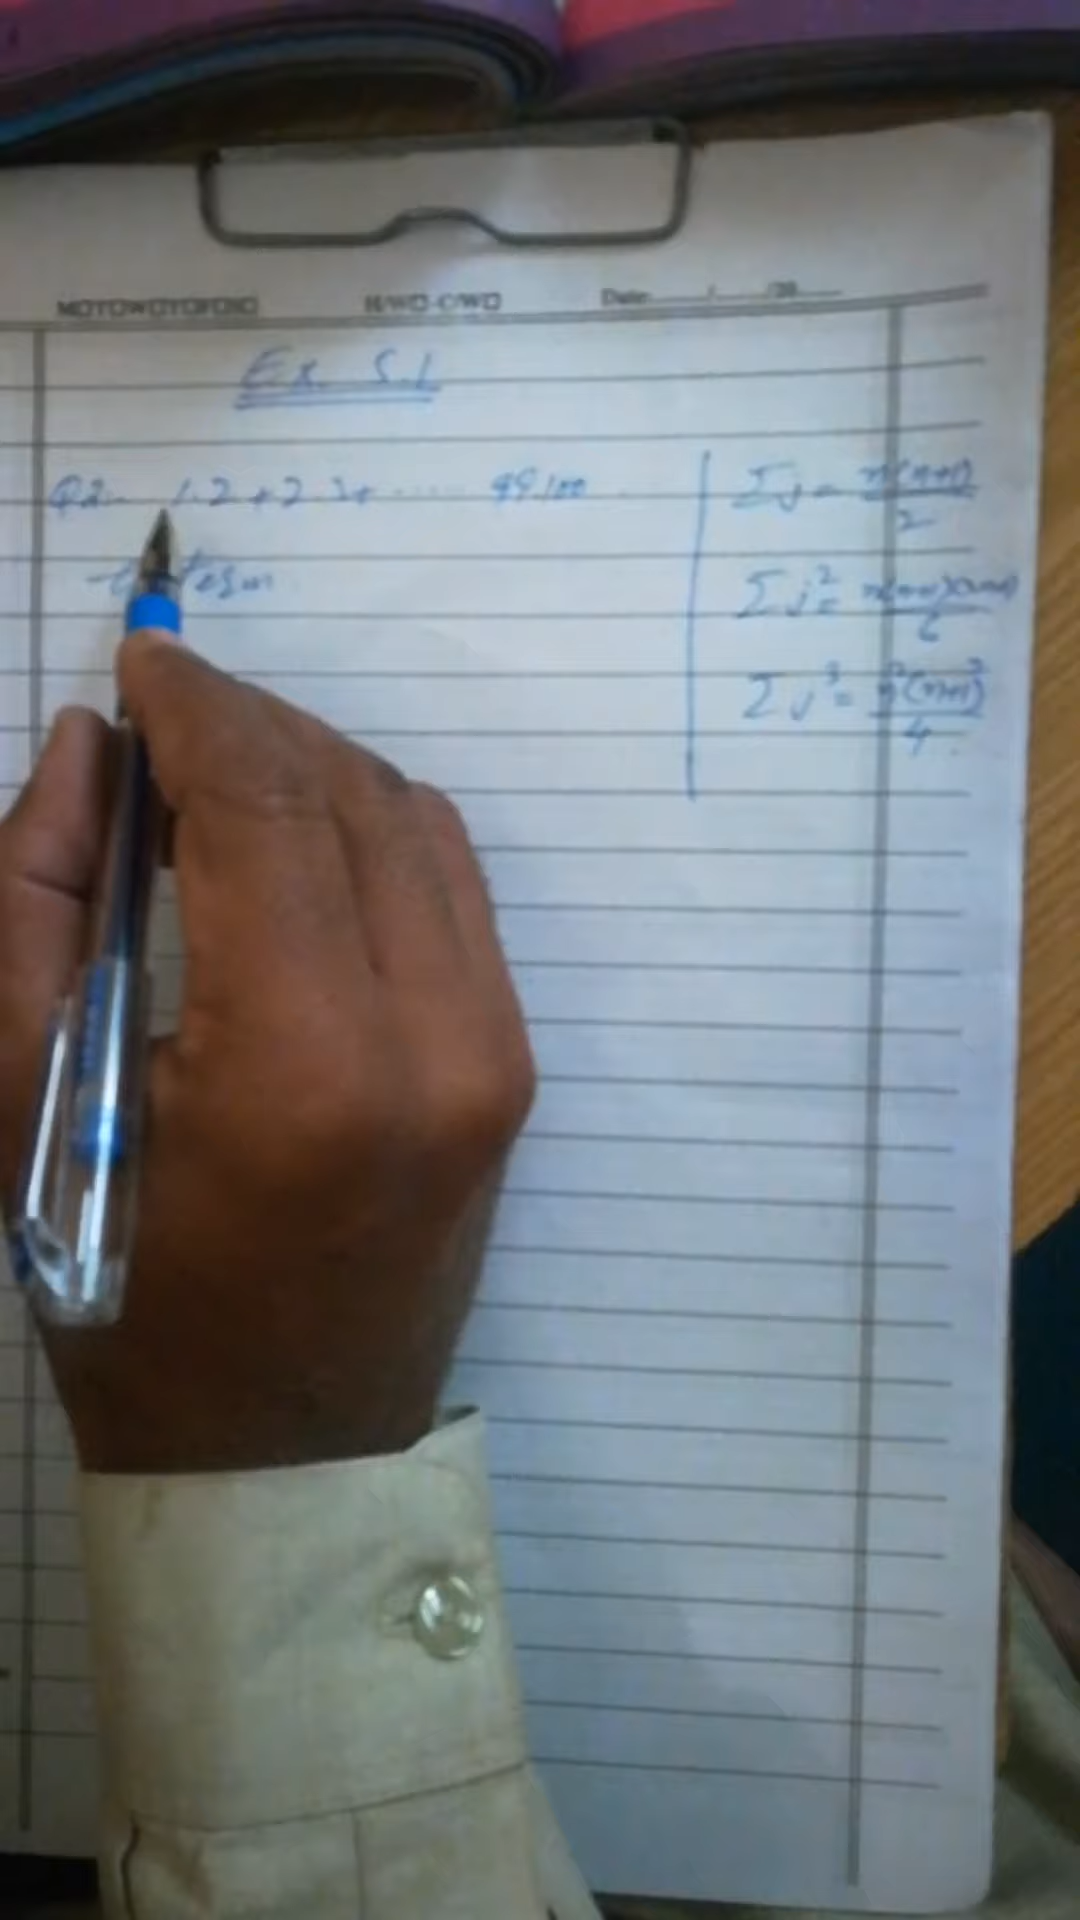 M☐T☐W☐T☐F☐S☐ H/W☐-C/W☐ Date: / /20
Ex. 5.1
Q2.. 1.2 + 2.3 + ...... 99.100
term
Σj = n(n+1)/2
Σj² = n(n+1)(2n+1)/6
Σj³ = n²(n+1)²/4